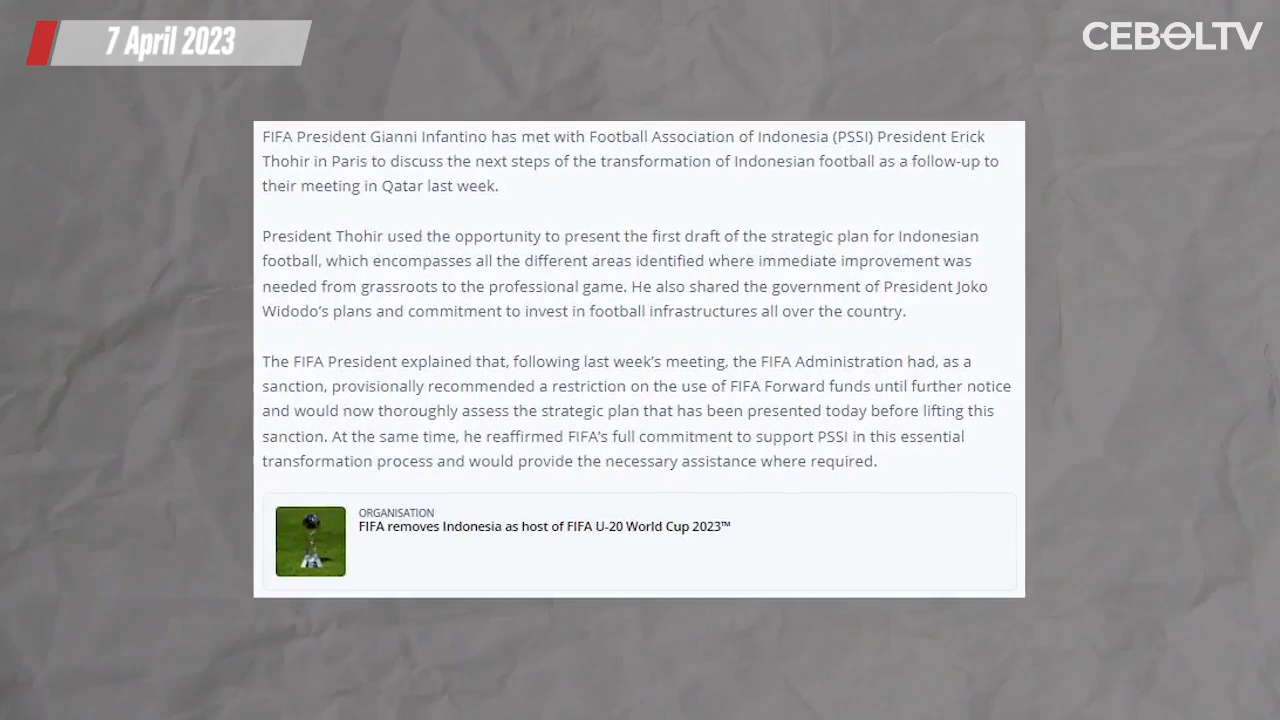 7 April 2023
CEBOLTV
FIFA President Gianni Infantino has met with Football Association of Indonesia (PSSI) President Erick
Thohir in Paris to discuss the next steps of the transformation of Indonesian football as a follow-up to
their meeting in Qatar last week.
President Thohir used the opportunity to present the first draft of the strategic plan for Indonesian
football, which encompasses all the different areas identified where immediate improvement was
needed from grassroots to the professional game. He also shared the government of President Joko
Widodo’s plans and commitment to invest in football infrastructures all over the country.
The FIFA President explained that, following last week’s meeting, the FIFA Administration had, as a
sanction, provisionally recommended a restriction on the use of FIFA Forward funds until further notice
and would now thoroughly assess the strategic plan that has been presented today before lifting this
sanction. At the same time, he reaffirmed FIFA’s full commitment to support PSSI in this essential
transformation process and would provide the necessary assistance where required.
ORGANISATION
FIFA removes Indonesia as host of FIFA U-20 World Cup 2023™